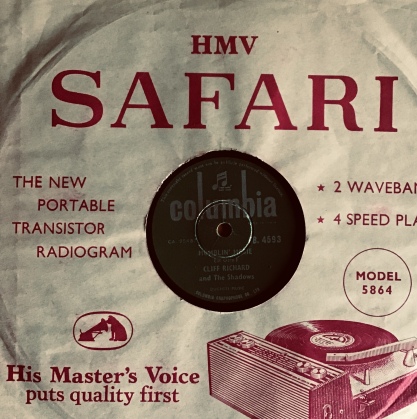 HMV
SAFARI
THE NEW
PORTABLE
TRANSISTOR
RADIOGRAM
★ 2 WAVEBAN
★ 4 SPEED PLA
columbia
B. 4553
CLIFF RICHARD
and The Shadows
MODEL
5864
His Master's Voice
puts quality first